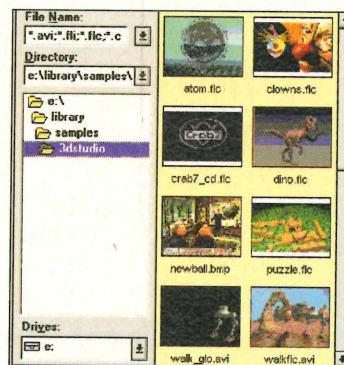 File Name:
*.avi;*.fli;*.flc;*.c
Directory:
e:\library\samples\
e:\
library
samples
3dstudio
Drives:
e:
atom.flc
clowns.flc
Crab7
crab7_cd.flc
dino.flc
newball.bmp
puzzle.flc
walk_glo.avi
walkflc.avi